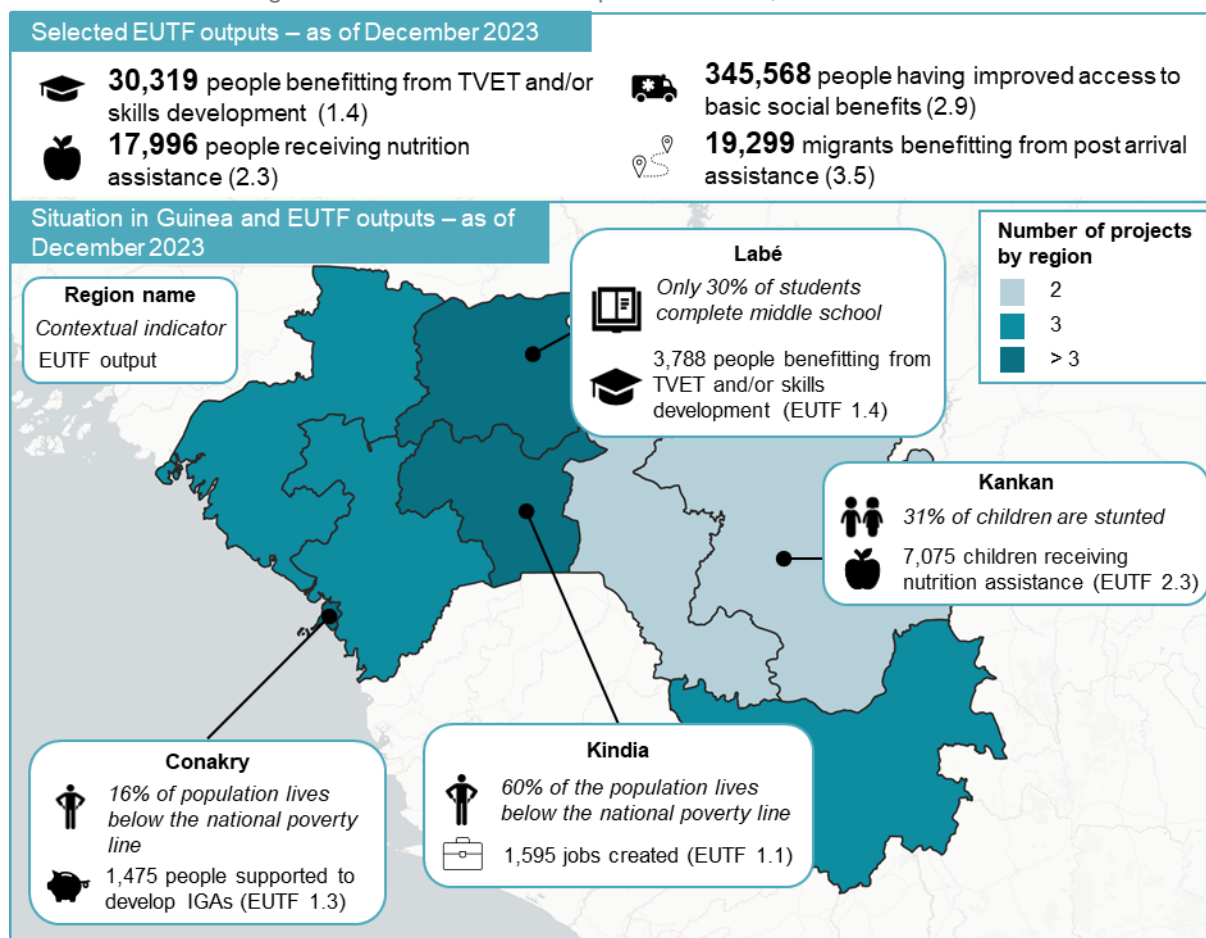 Selected EUTF outputs – as of December 2023
30,319 people benefitting from TVET and/or
skills development (1.4)
17,996 people receiving nutrition
assistance (2.3)
345,568 people having improved access to
basic social benefits (2.9)
19,299 migrants benefitting from post arrival
assistance (3.5)
Situation in Guinea and EUTF outputs – as of
December 2023
Region name
Contextual indicator
EUTF output
Labé
Only 30% of students
complete middle school
3,788 people benefitting from
TVET and/or skills
development (EUTF 1.4)
Number of projects
by region
2
3
> 3
Kankan
31% of children are stunted
7,075 children receiving
nutrition assistance (EUTF 2.3)
Conakry
16% of population lives
below the national poverty
line
1,475 people supported to
develop IGAs (EUTF 1.3)
Kindia
60% of the population lives
below the national poverty line
1,595 jobs created (EUTF 1.1)